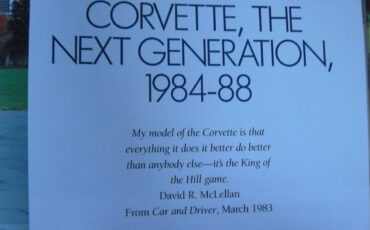 CORVETTE, THE
NEXT GENERATION,
1984-88
My model of the Corvette is that
everything it does it better do better
than anybody else—it's the King of
the Hill game.
David R. McLellan
From Car and Driver, March 1983